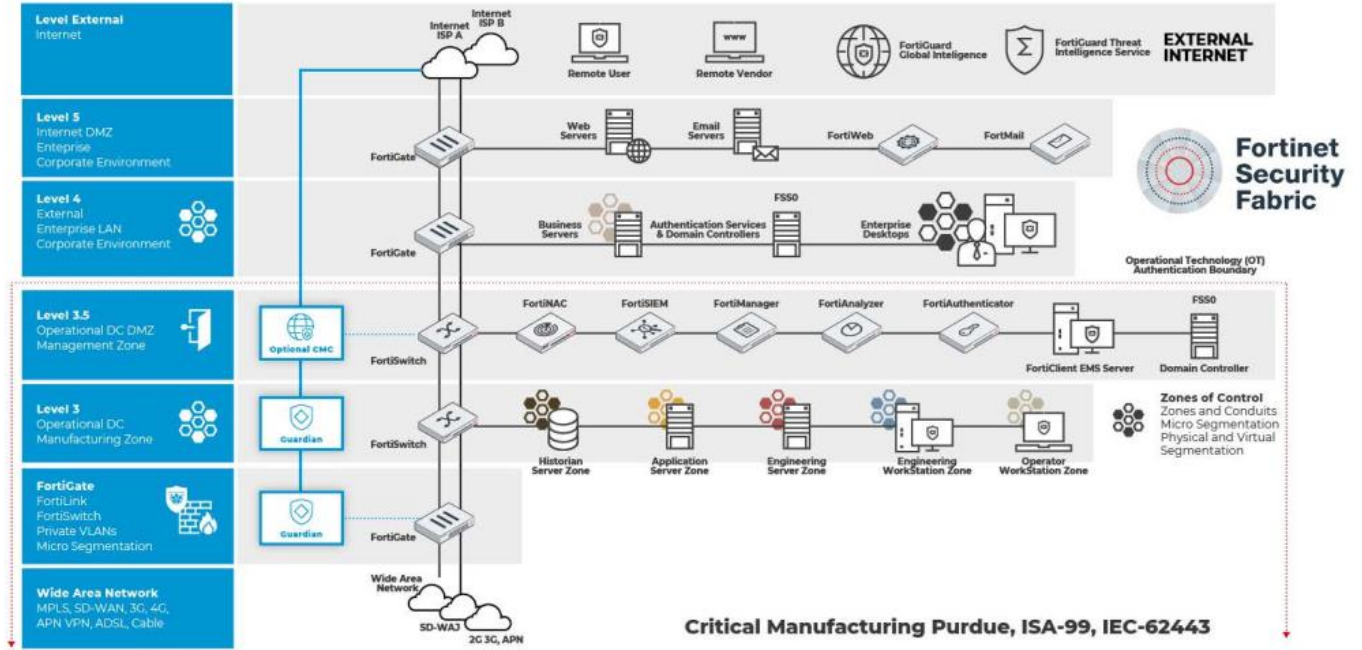 Level External
Internet
Internet
ISP A
Internet
ISP B
Remote User
www
Remote Vendor
FortiGuard
Global Inteligence
Σ
FortiGuard Threat
Intelligence Service
EXTERNAL
INTERNET
Level 5
Internet DMZ
Enteprise
Corporate Environment
FortiGate
Web
Servers
Email
Servers
FortiWeb
FortMail
Fortinet
Security
Fabric
Level 4
External
Enterprise LAN
Corporate Environment
FortiGate
Business
Servers
Authentication Services
& Domain Controllers
FSS0
Enterprise
Desktops
Operational Technology (OT)
Authentication Boundary
Level 3.5
Operational DC DMZ
Management Zone
Optional CMC
FortiSwitch
FortiNAC
FortiSIEM
FortiManager
FortiAnalyzer
FortiAuthenticator
FortiClient EMS Server
FSS0
Domain Controller
Level 3
Operational DC
Manufacturing Zone
Guardian
FortiSwitch
Historian
Server Zone
Application
Server Zone
Engineering
Server Zone
Engineering
WorkStation Zone
Operator
WorkStation Zone
Zones of Control
Zones and Conduits
Micro Segmentation
Physical and Virtual
Segmentation
FortiGate
FortiLink
FortiSwitch
Private VLANs
Micro Segmentation
Guardian
FortiGate
Wide Area Network
MPLS, SD-WAN, 3G, 4G,
APN VPN, ADSL, Cable
Wide Area
Network
SD-WAJ
2G 3G, APN
Critical Manufacturing Purdue, ISA-99, IEC-62443